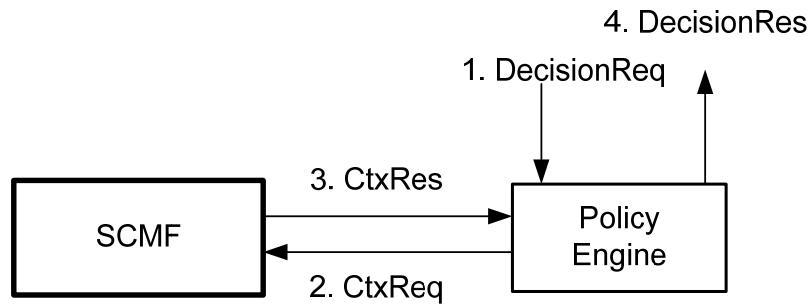 4. DecisionRes
1. DecisionReq
3. CtxRes
SCMF
Policy
Engine
2. CtxReq